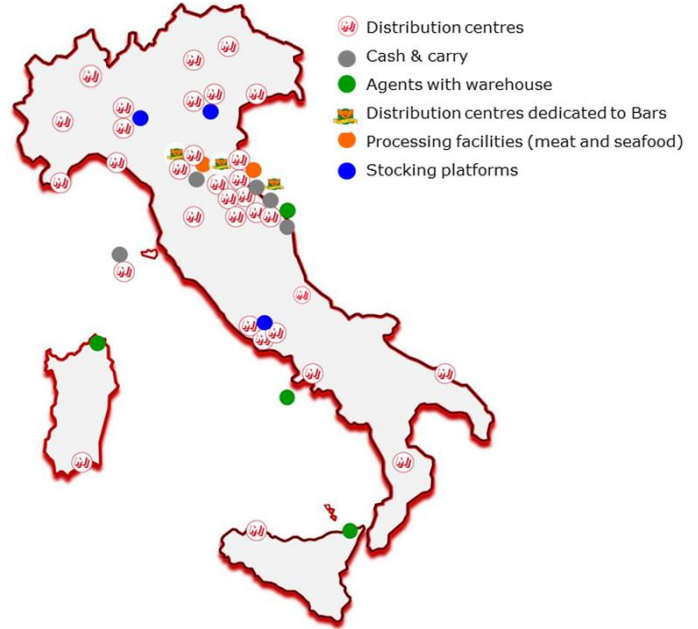 Distribution centres
Cash & carry
Agents with warehouse
Distribution centres dedicated to Bars
Processing facilities (meat and seafood)
Stocking platforms